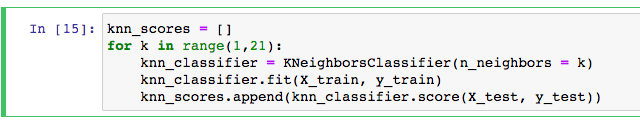 In [15]: knn_scores = []
for k in range(1,21):
    knn_classifier = KNeighborsClassifier(n_neighbors = k)
    knn_classifier.fit(X_train, y_train)
    knn_scores.append(knn_classifier.score(X_test, y_test))